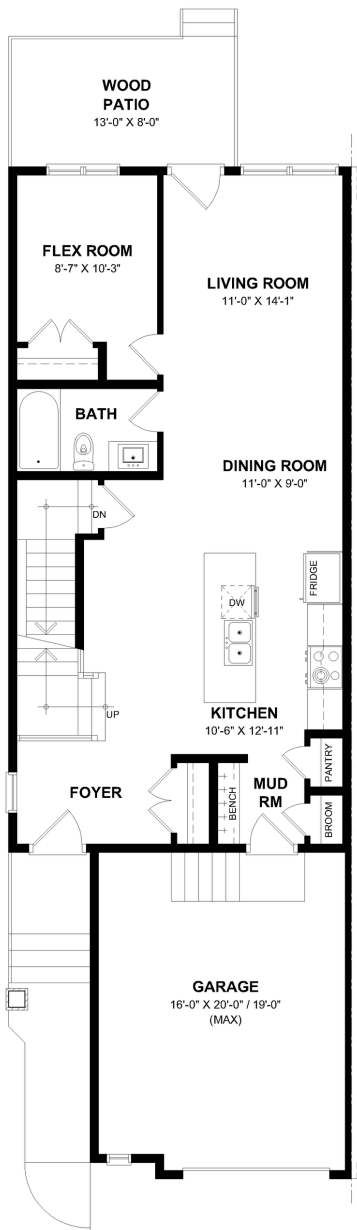 WOOD
PATIO
13'-0" X 8'-0"
FLEX ROOM
8'-7" X 10'-3"
LIVING ROOM
11'-0" X 14'-1"
BATH
DINING ROOM
11'-0" X 9'-0"
DN
FRIDGE
DW
UP
KITCHEN
10'-6" X 12'-11"
PANTRY
FOYER
BENCH
MUD
RM
BROOM
GARAGE
16'-0" X 20'-0" / 19'-0"
(MAX)